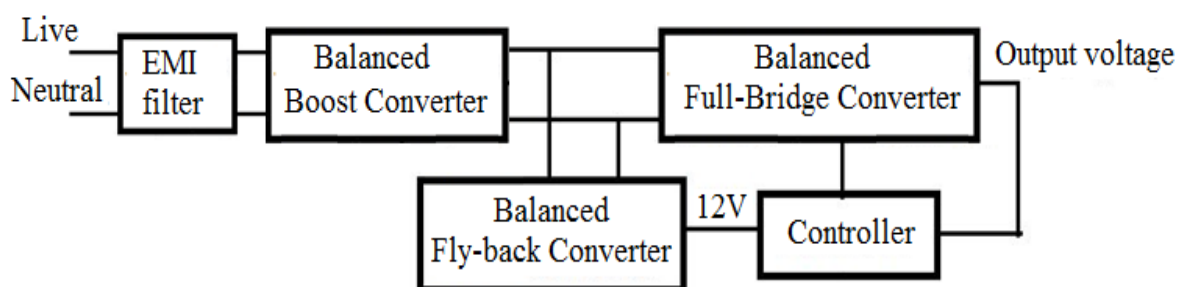 Live
Neutral
EMI
filter
Balanced
Boost Converter
Balanced
Full-Bridge Converter
Output voltage
Balanced
Fly-back Converter
12V
Controller